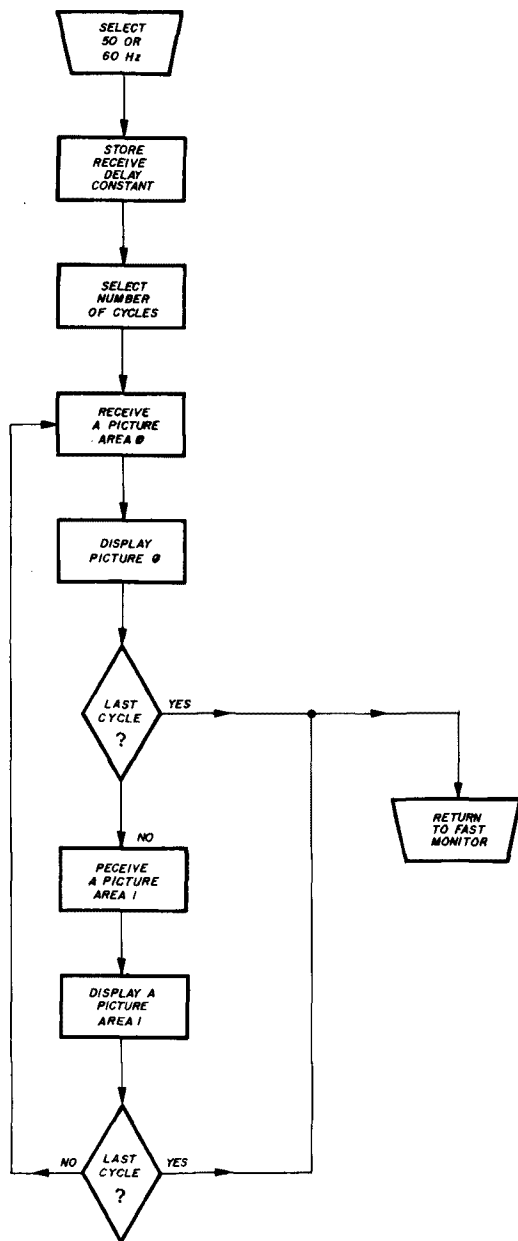 SELECT
50 OR
60 Hz
STORE
RECEIVE
DELAY
CONSTANT
SELECT
NUMBER
OF CYCLES
RECEIVE
A PICTURE
AREA 0
DISPLAY
PICTURE 0
LAST
CYCLE
?
YES
NO
RETURN
TO FAST
MONITOR
PECEIVE
A PICTURE
AREA 1
DISPLAY A
PICTURE
AREA 1
LAST
CYCLE
?
NO
YES